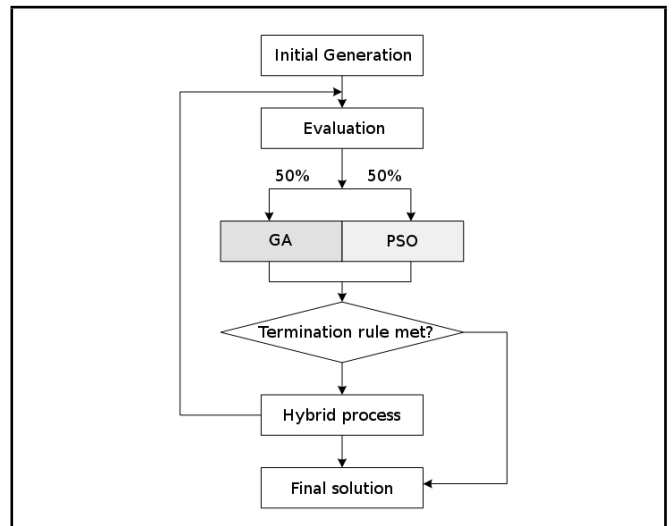 Initial Generation
Evaluation
50% 50%
GA PSO
Termination rule met?
Hybrid process
Final solution